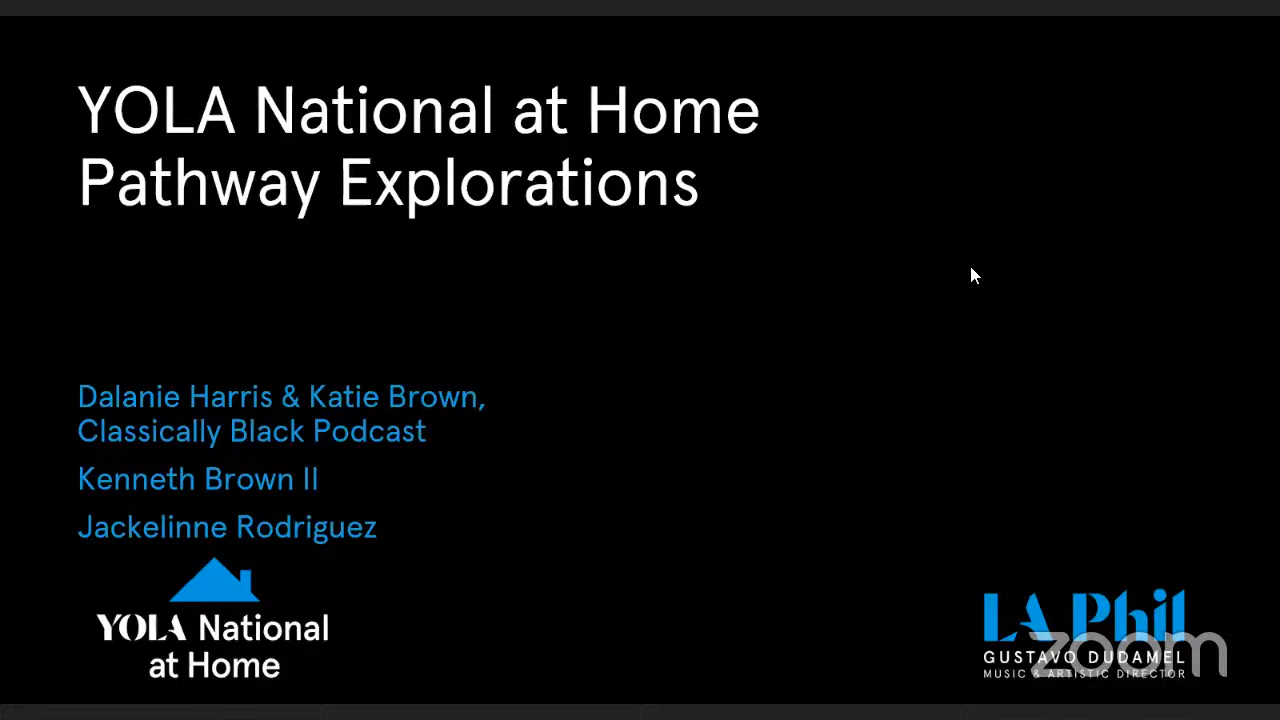 YOLA National at Home
Pathway Explorations
Dalanie Harris & Katie Brown,
Classically Black Podcast
Kenneth Brown II
Jackelinne Rodriguez
YOLA National
at Home
LA Phil
GUSTAVO DUDAMEL
MUSIC & ARTISTIC DIRECTOR
zoom